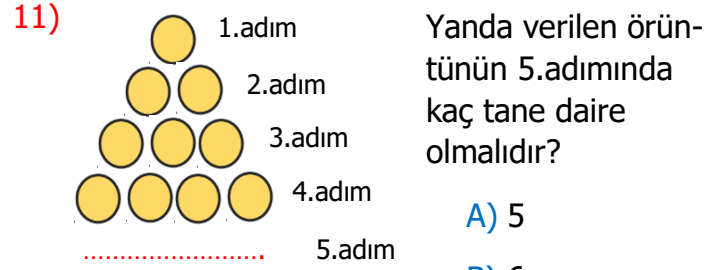 11)
1.adım
2.adım
3.adım
4.adım
........................ 5.adım
Yanda verilen örün-
tünün 5.adımında
kaç tane daire
olmalıdır?
A) 5